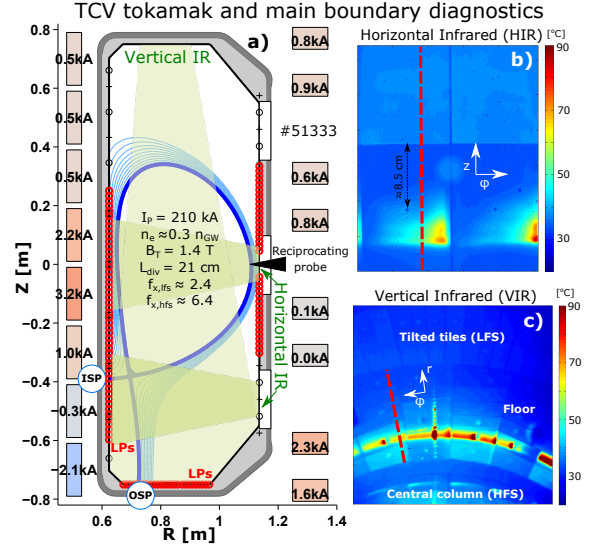 TCV tokamak and main boundary diagnostics
a)
Vertical IR
0.8
0.6
0.4
0.2
0
−0.2
−0.4
−0.6
−0.8
Z [m]
0.5kA
0.5kA
0.5kA
2.2kA
3.2kA
1.0kA
-0.3kA
-2.1kA
I_P = 210 kA
n_e ≈0.3 n_GW
B_T = 1.4 T
L_div = 21 cm
f_x,lfs ≈ 2.4
f_x,hfs ≈ 6.4
ISP
OSP
LPs
LPs
0.8kA
0.9kA
#51333
0.6kA
0.8kA
Reciprocating
probe
Horizontal IR
0.1kA
0.0kA
2.3kA
1.6kA
0.6
0.8
1.0
1.2
1.4
R [m]
Horizontal Infrared (HIR)
b)
≈8.5 cm
z
φ
[°C]
90
70
50
30
Vertical Infrared (VIR)
c)
Tilted tiles (LFS)
r
φ
Floor
Central column (HFS)
[°C]
90
70
50
30